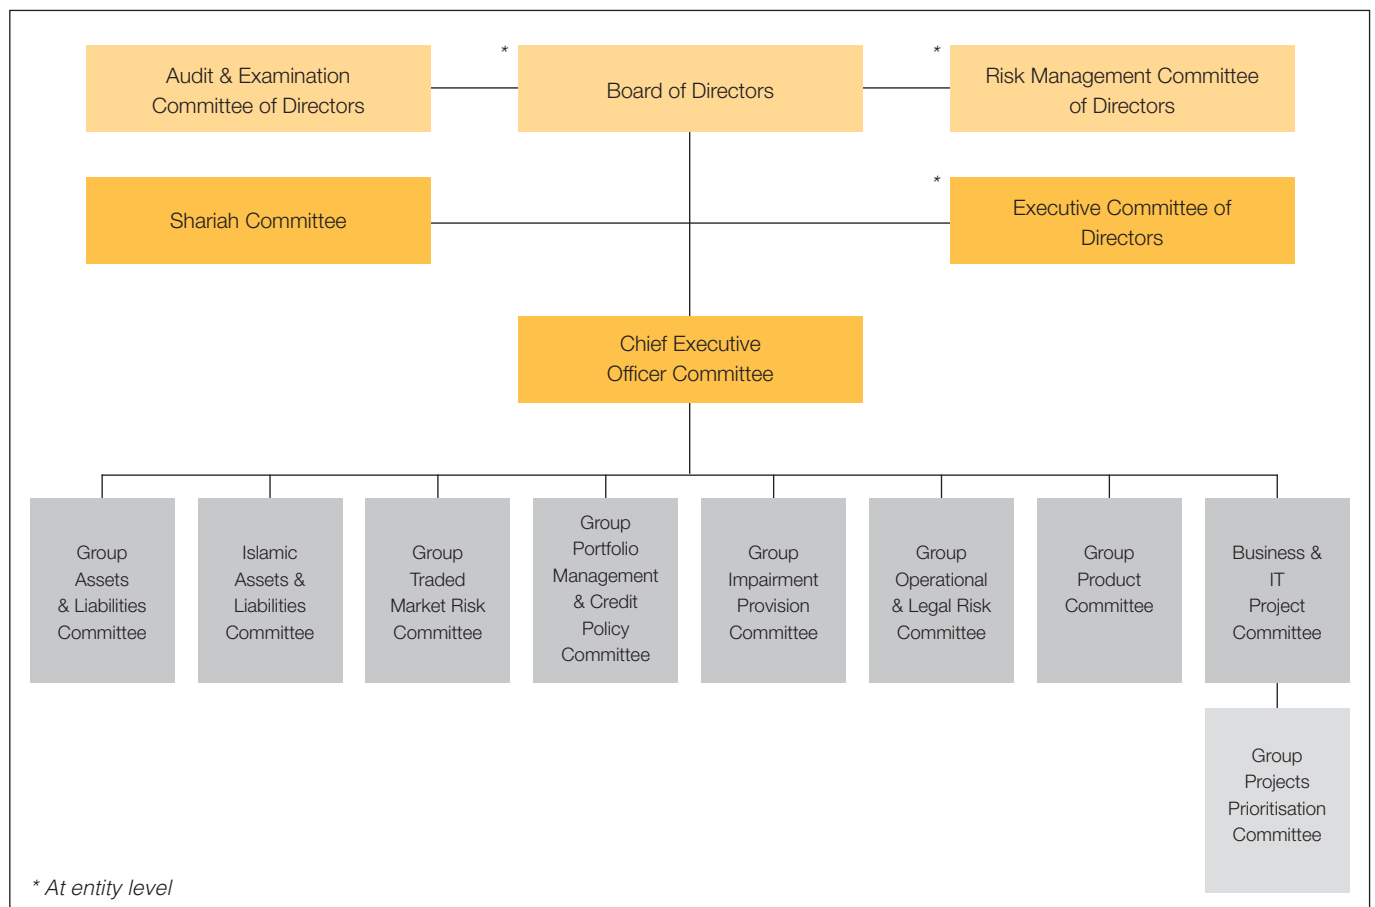 Audit & Examination
Committee of Directors
*
Board of Directors
*
Risk Management Committee
of Directors
Shariah Committee
*
Executive Committee of
Directors
Chief Executive
Officer Committee
Group
Assets
& Liabilities
Committee
Islamic
Assets &
Liabilities
Committee
Group
Traded
Market Risk
Committee
Group
Portfolio
Management
& Credit
Policy
Committee
Group
Impairment
Provision
Committee
Group
Operational
& Legal Risk
Committee
Group
Product
Committee
Business &
IT
Project
Committee
Group
Projects
Prioritisation
Committee
* At entity level